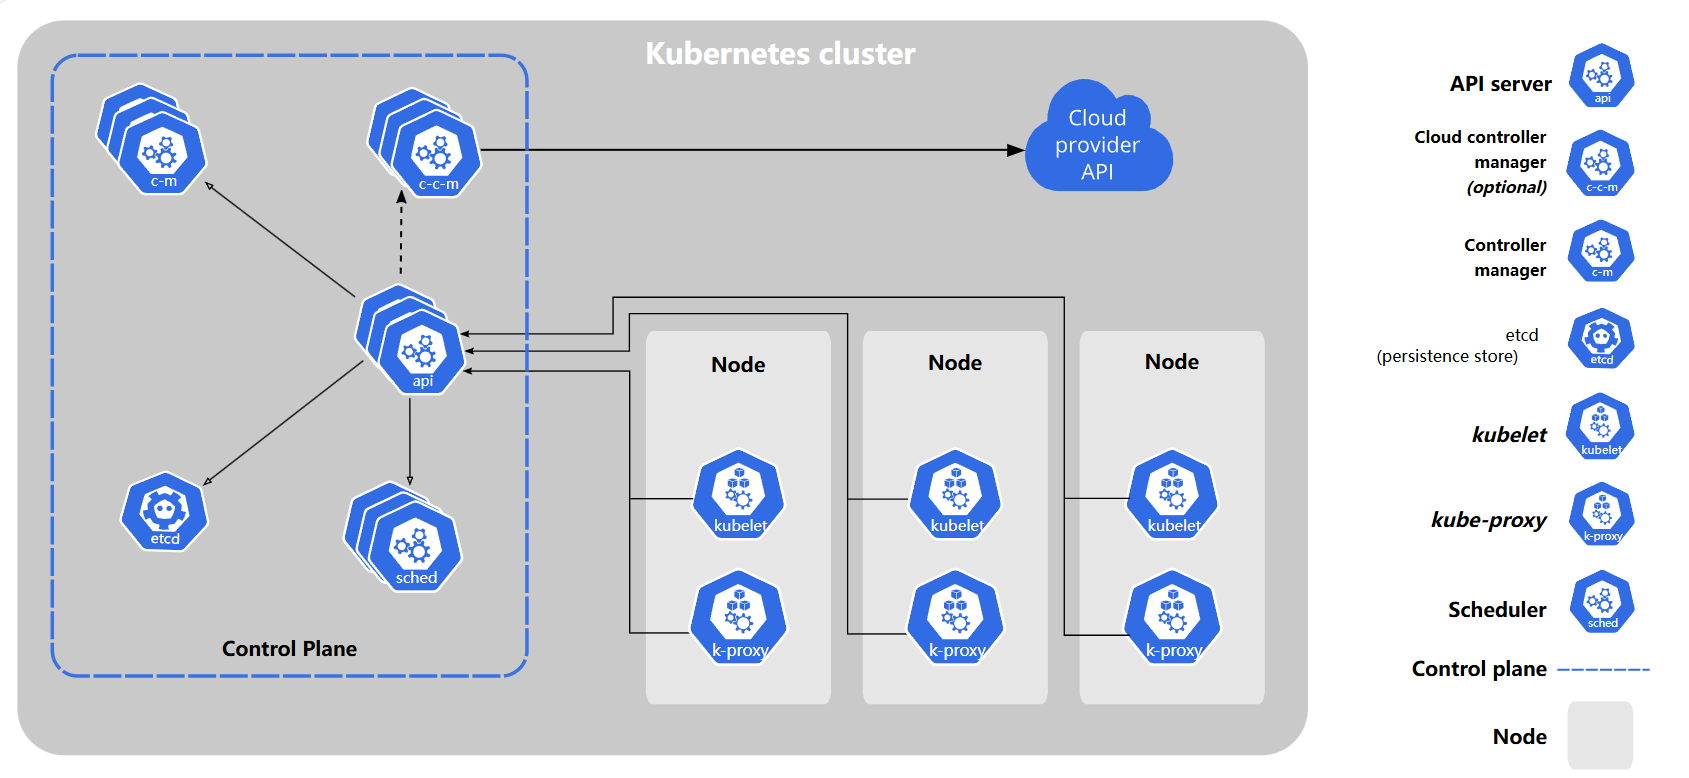 Kubernetes cluster
c-m
c-c-m
Cloud
provider
API
api
etcd
sched
Control Plane
Node
kubelet
k-proxy
Node
kubelet
k-proxy
Node
kubelet
k-proxy
API server
api
Cloud controller
manager
(optional)
c-c-m
Controller
manager
c-m
etcd
(persistence store)
etcd
kubelet
kubelet
kube-proxy
k-proxy
Scheduler
sched
Control plane
Node